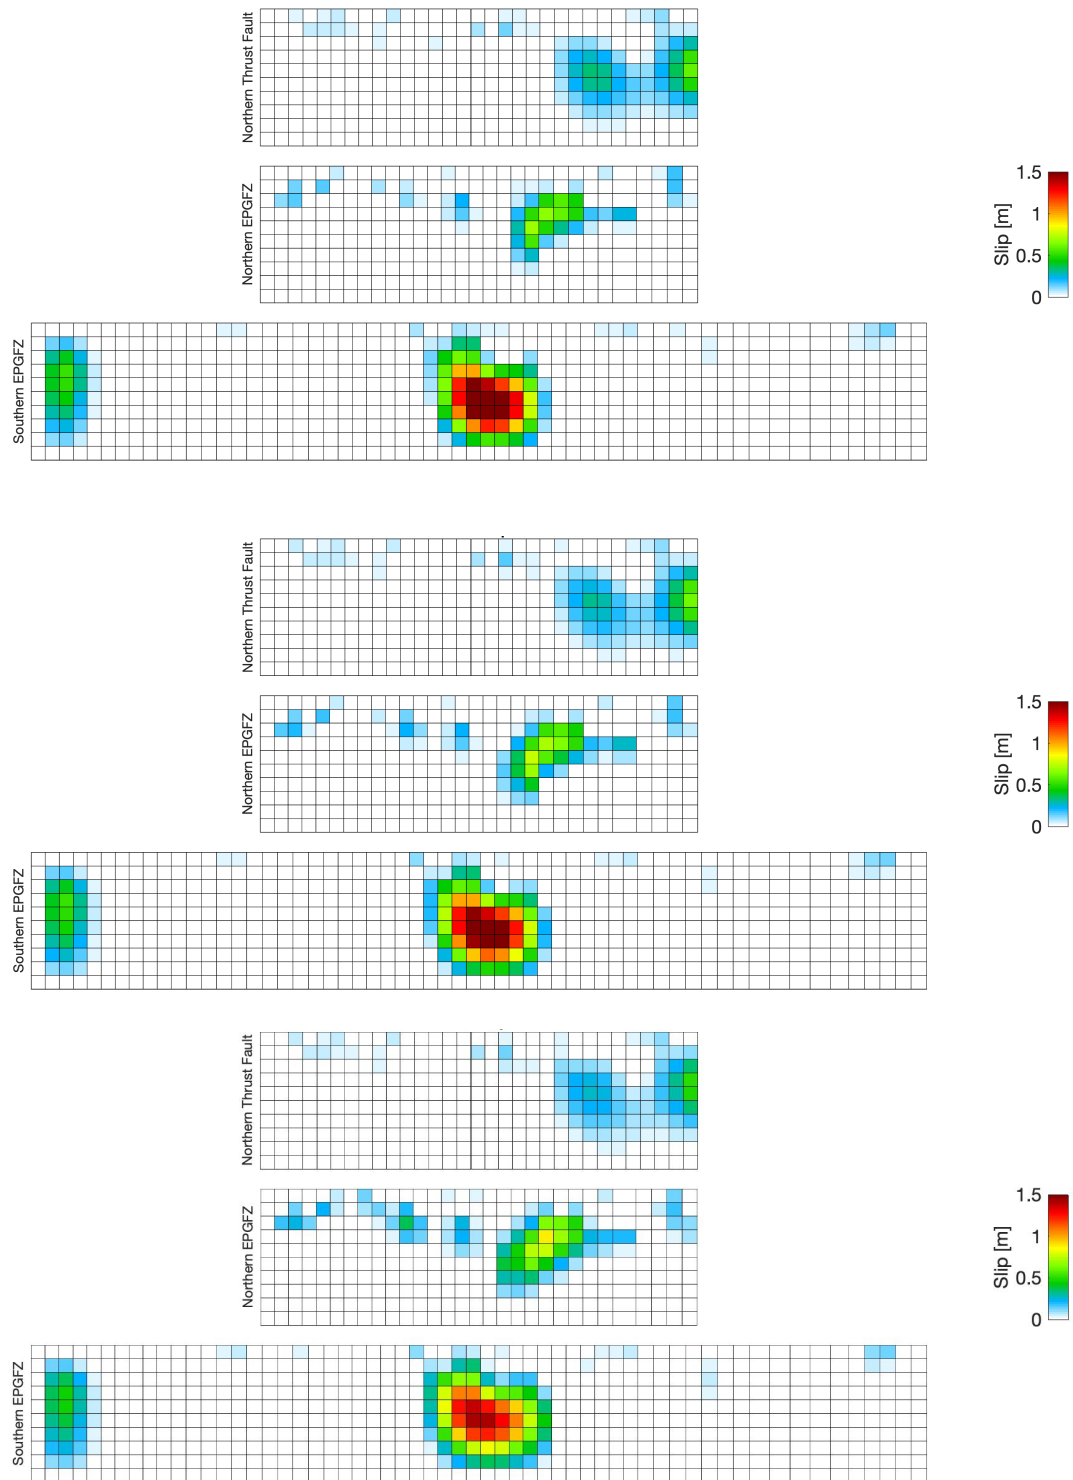 Northern Thrust Fault
Northern EPGFZ
Slip [m]
1.5
1
0.5
0
Southern EPGFZ
Northern Thrust Fault
Northern EPGFZ
Slip [m]
1.5
1
0.5
0
Southern EPGFZ
Northern Thrust Fault
Northern EPGFZ
Slip [m]
1.5
1
0.5
0
Southern EPGFZ